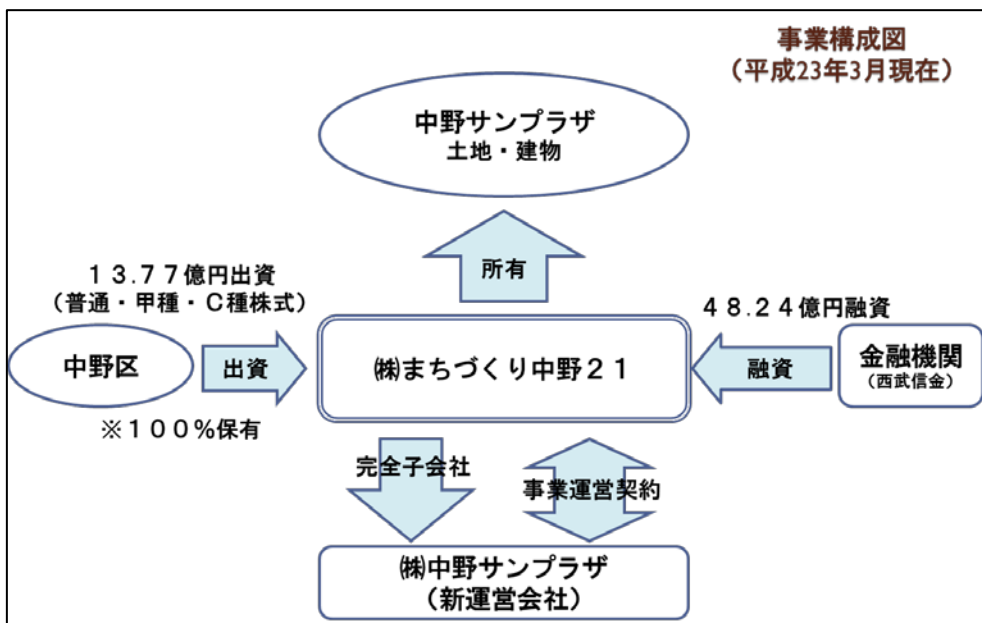 事業構成図
（平成23年3月現在）
中野サンプラザ
土地・建物
所有
１３.７７億円出資
（普通・甲種・Ｃ種株式）
中野区
出資
※１００％保有
㈱まちづくり中野２１
４８.２４億円融資
融資
金融機関
（西武信金）
完全子会社
事業運営契約
㈱中野サンプラザ
（新運営会社）